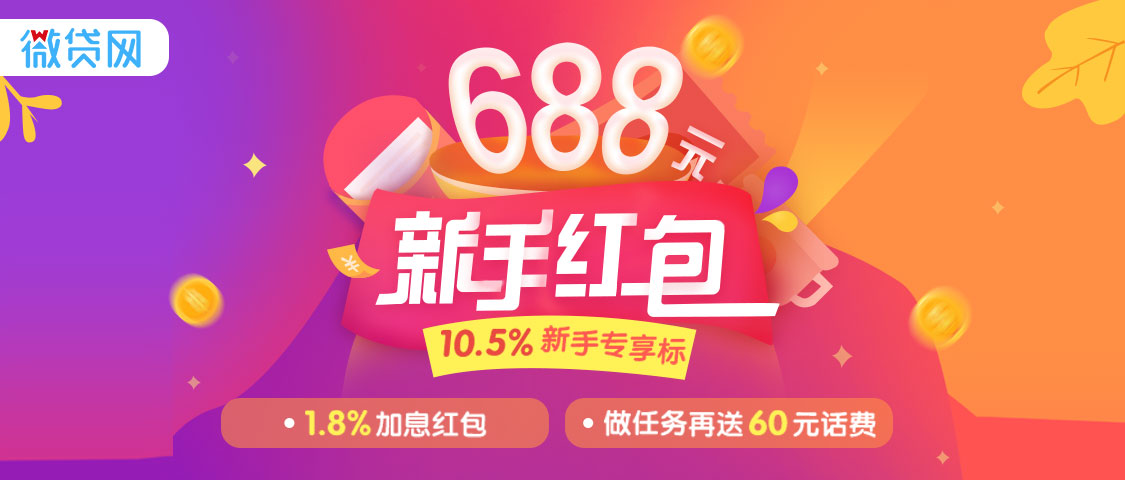 微贷网
688元
新手红包
10.5% 新手专享标
• 1.8% 加息红包
• 做任务再送 60 元话费